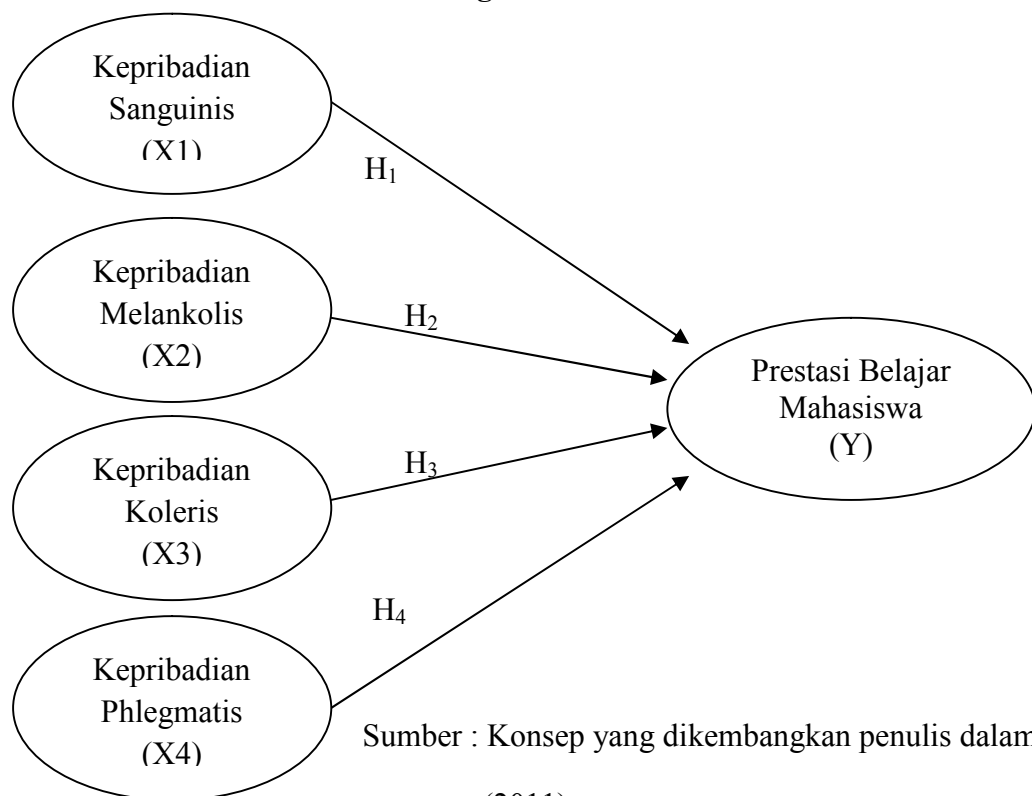 Kepribadian
Sanguinis
(X1)
H1
Kepribadian
Melankolis
(X2)
H2
Prestasi Belajar
Mahasiswa
(Y)
Kepribadian
Koleris
(X3)
H3
Kepribadian
Phlegmatis
(X4)
H4
Sumber : Konsep yang dikembangkan penulis dalam
(2011)